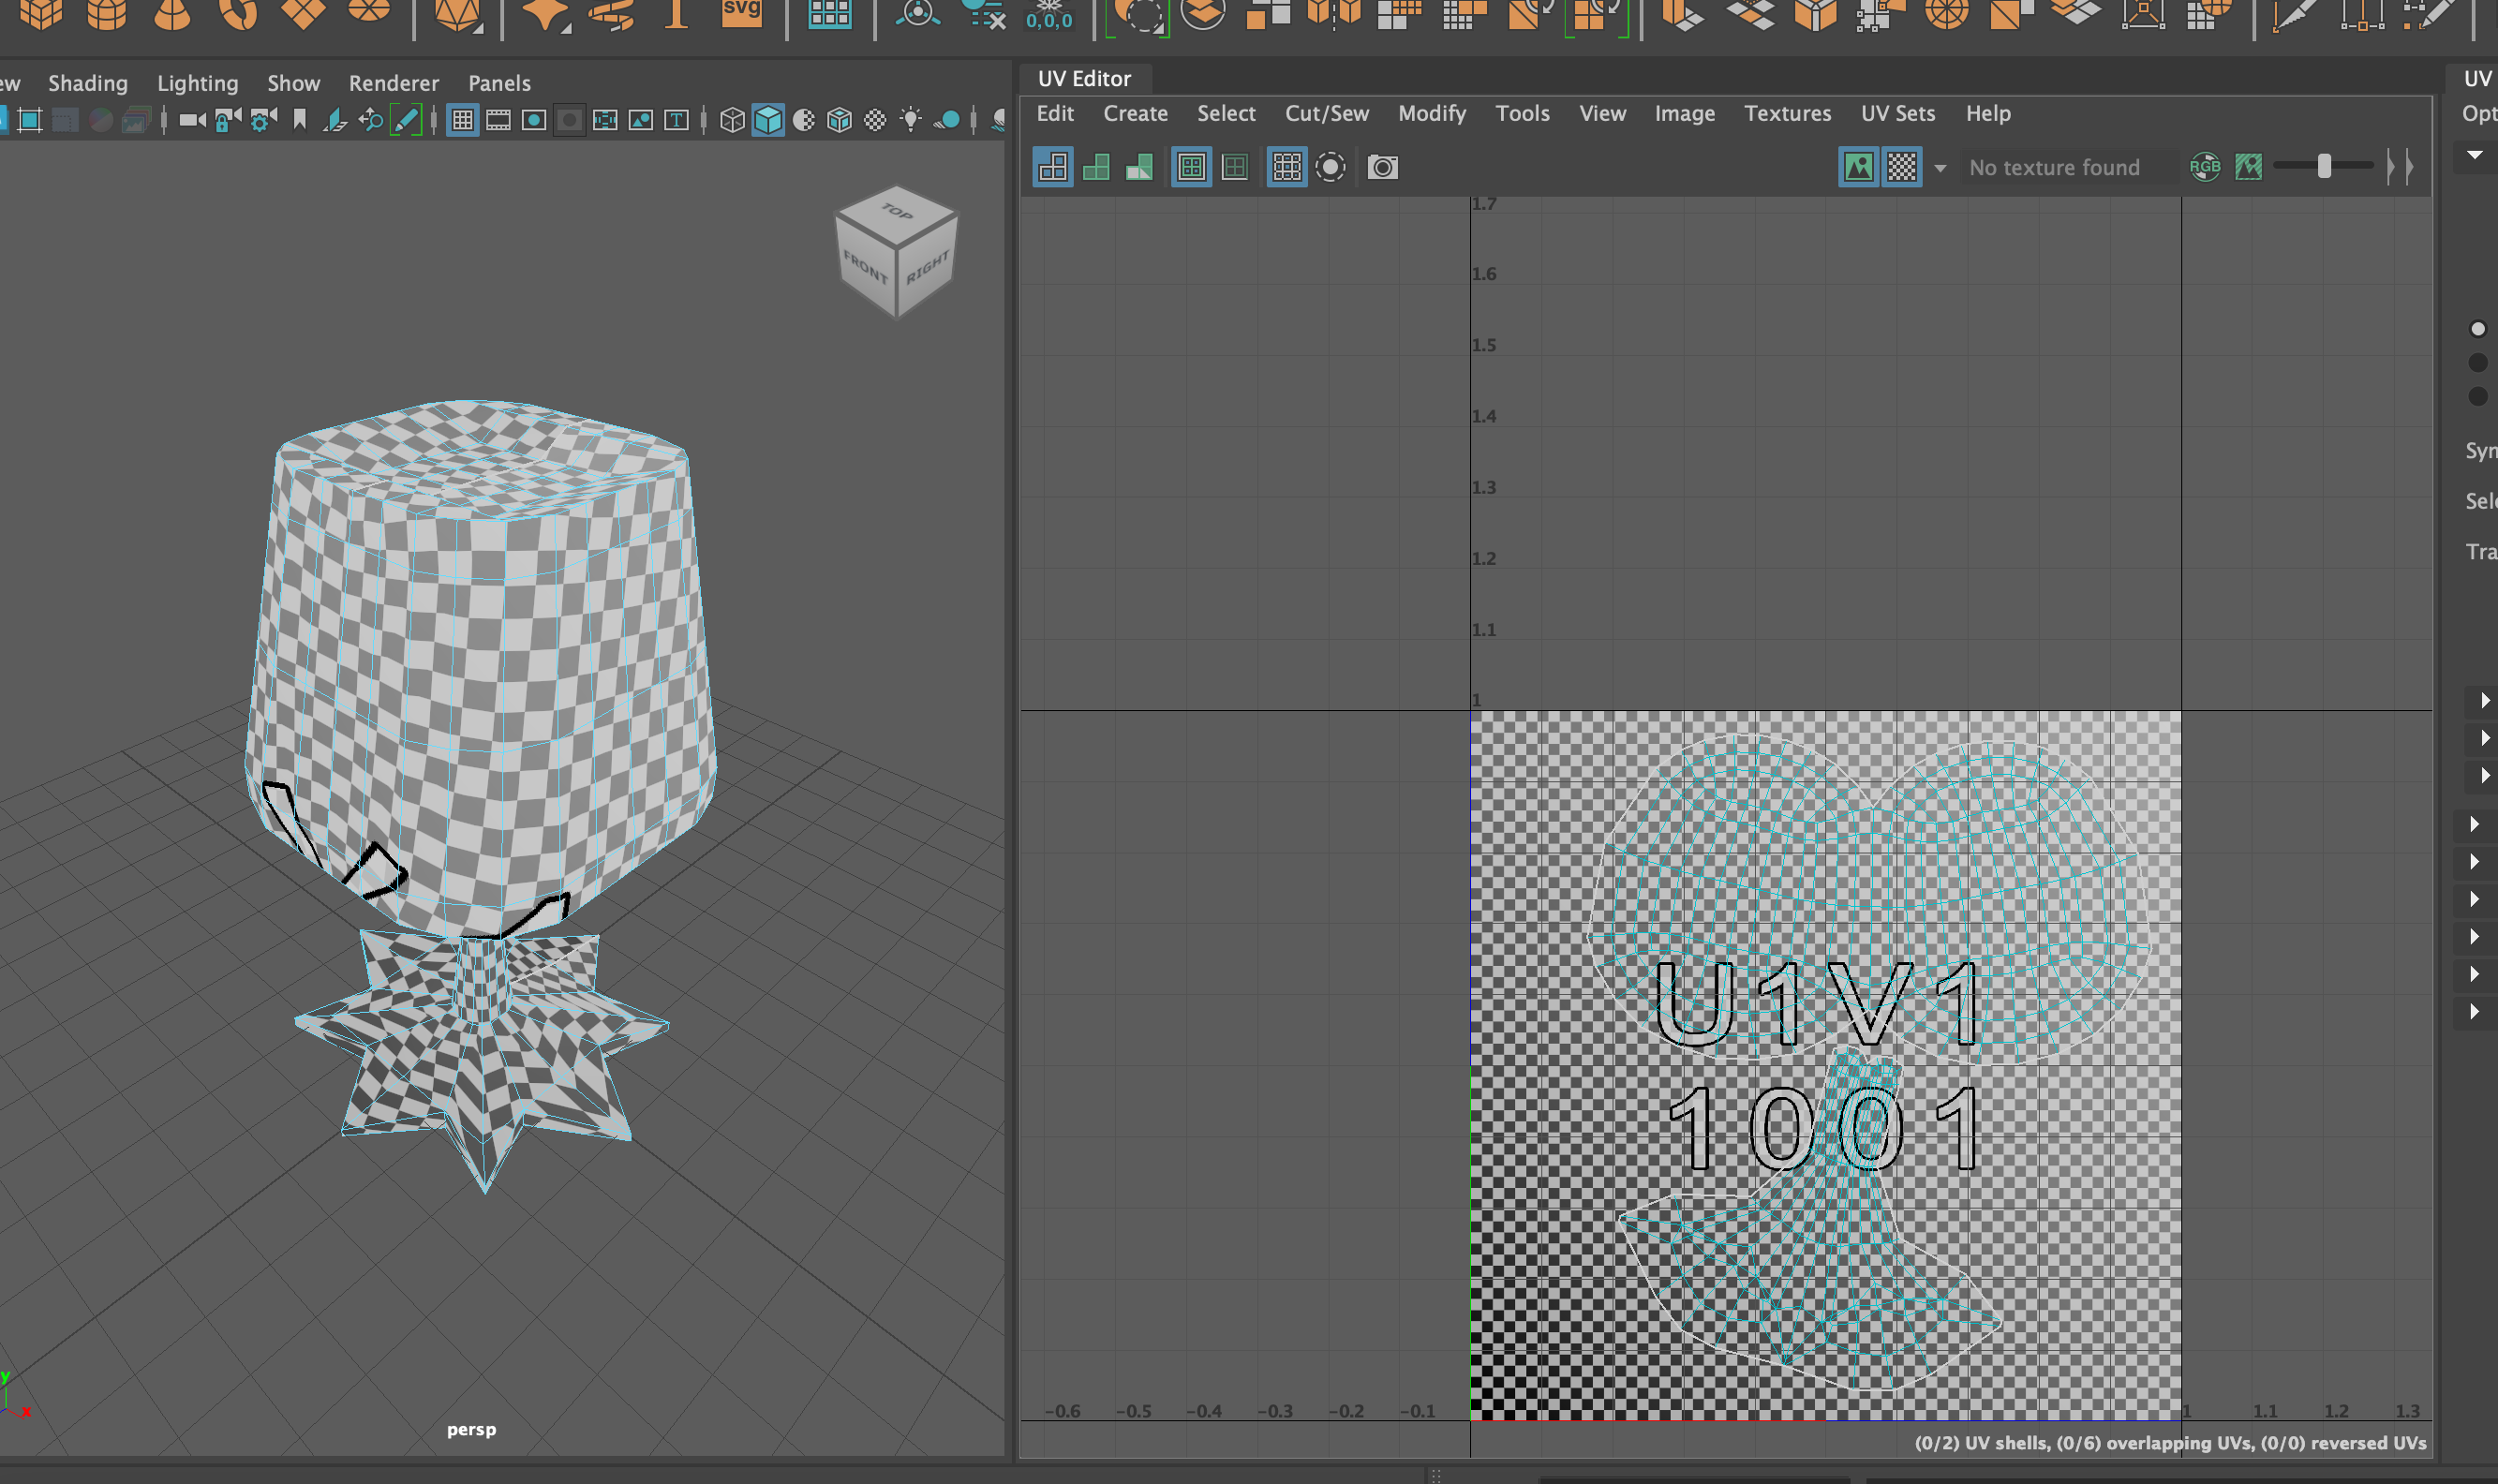 svg
0,0,0
ew Shading Lighting Show Renderer Panels
UV Editor
UV
Edit Create Select Cut/Sew Modify Tools View Image Textures UV Sets Help
Opt
T
No texture found
RGB
TOP
FRONT
RIGHT
1.7
1.6
1.5
1.4
1.3
1.2
1.1
1
Syn
Sele
Tra
U1V1
1001
-0.6 -0.5 -0.4 -0.3 -0.2 -0.1
1 1.1 1.2 1.3
y
x
persp
(0/2) UV shells, (0/6) overlapping UVs, (0/0) reversed UVs